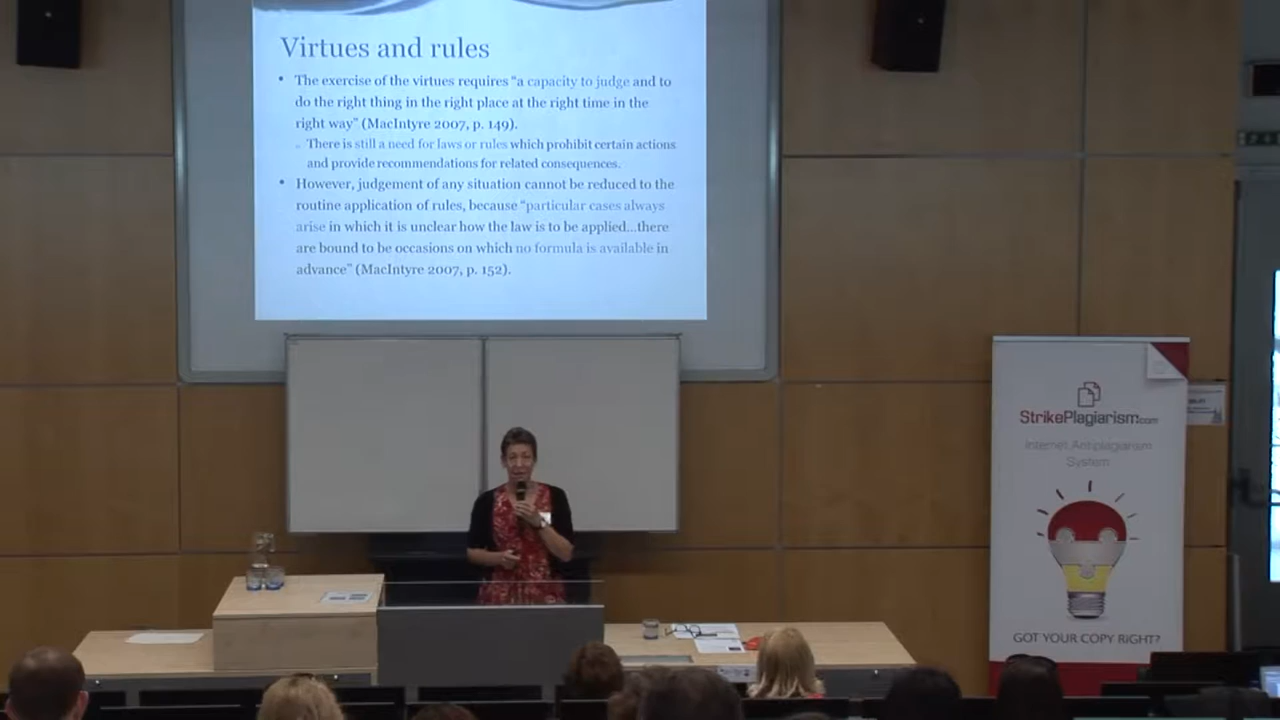 Virtues and rules
• The exercise of the virtues requires "a capacity to judge and to
do the right thing in the right place at the right time in the
right way" (MacIntyre 2007, p. 149).
There is still a need for laws or rules which prohibit certain actions
and provide recommendations for related consequences.
• However, judgement of any situation cannot be reduced to the
routine application of rules, because "particular cases always
arise in which it is unclear how the law is to be applied...there
are bound to be occasions on which no formula is available in
advance" (MacIntyre 2007, p. 152).
StrikePlagiarism.com
Internet Antiplagiarism
System
GOT YOUR COPY RIGHT?